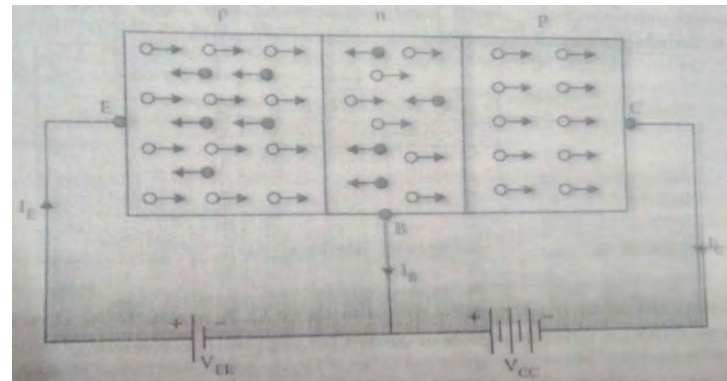 p n p
E C
I_E B I_C
I_B
+ - + -
V_EE V_CC